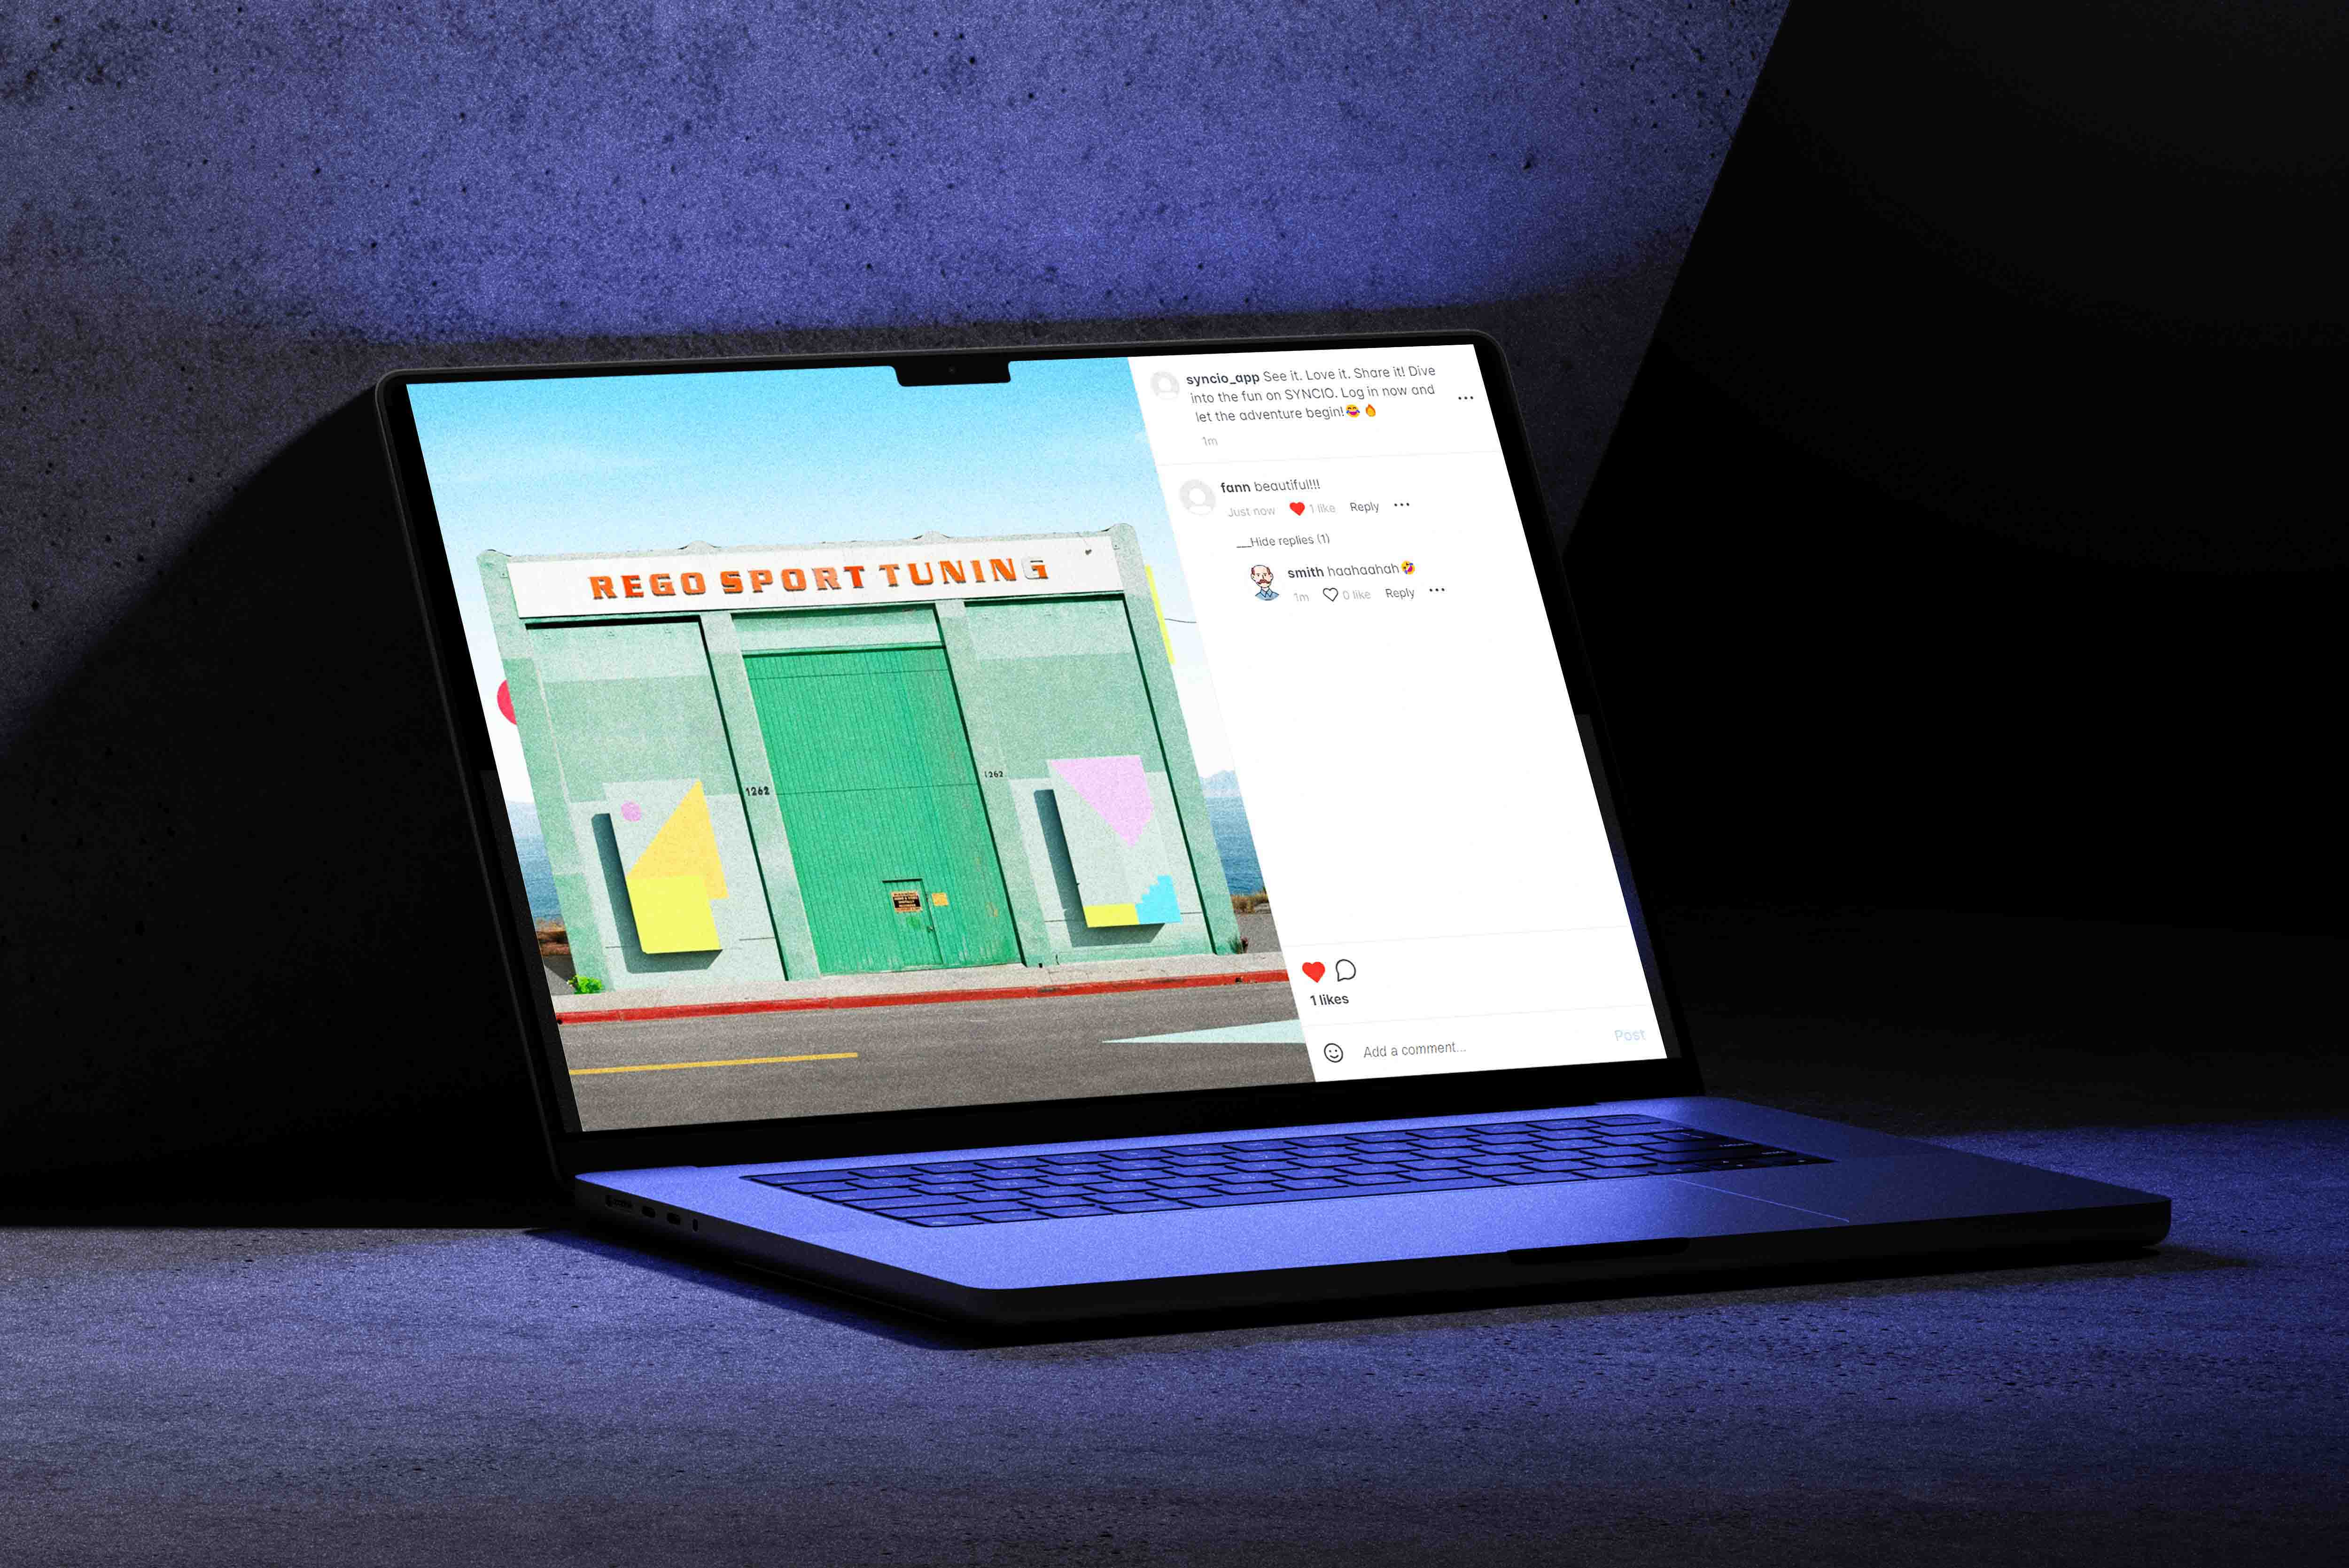 REGO SPORT TUNING
1262
1262
syncio_app See it. Love it. Share it! Dive
into the fun on SYNCIO. Log in now and
let the adventure begin!😂🔥
1m
fann beautiful!!!
Just now 1 like Reply •••
__Hide replies (1)
smith haahaahah🤣
1m 0 like Reply •••
1 likes
Add a comment... Post